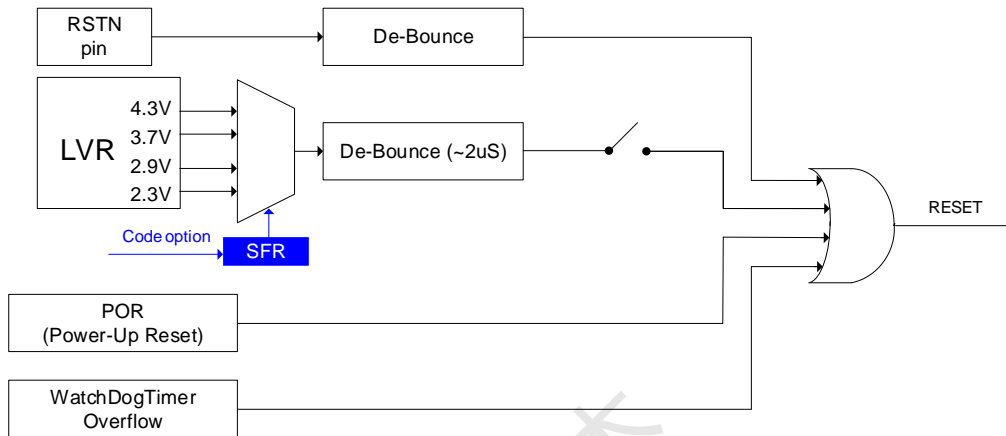 RSTN
pin
De-Bounce
LVR
4.3V
3.7V
2.9V
2.3V
De-Bounce (~2uS)
Code option
SFR
RESET
POR
(Power-Up Reset)
WatchDogTimer
Overflow